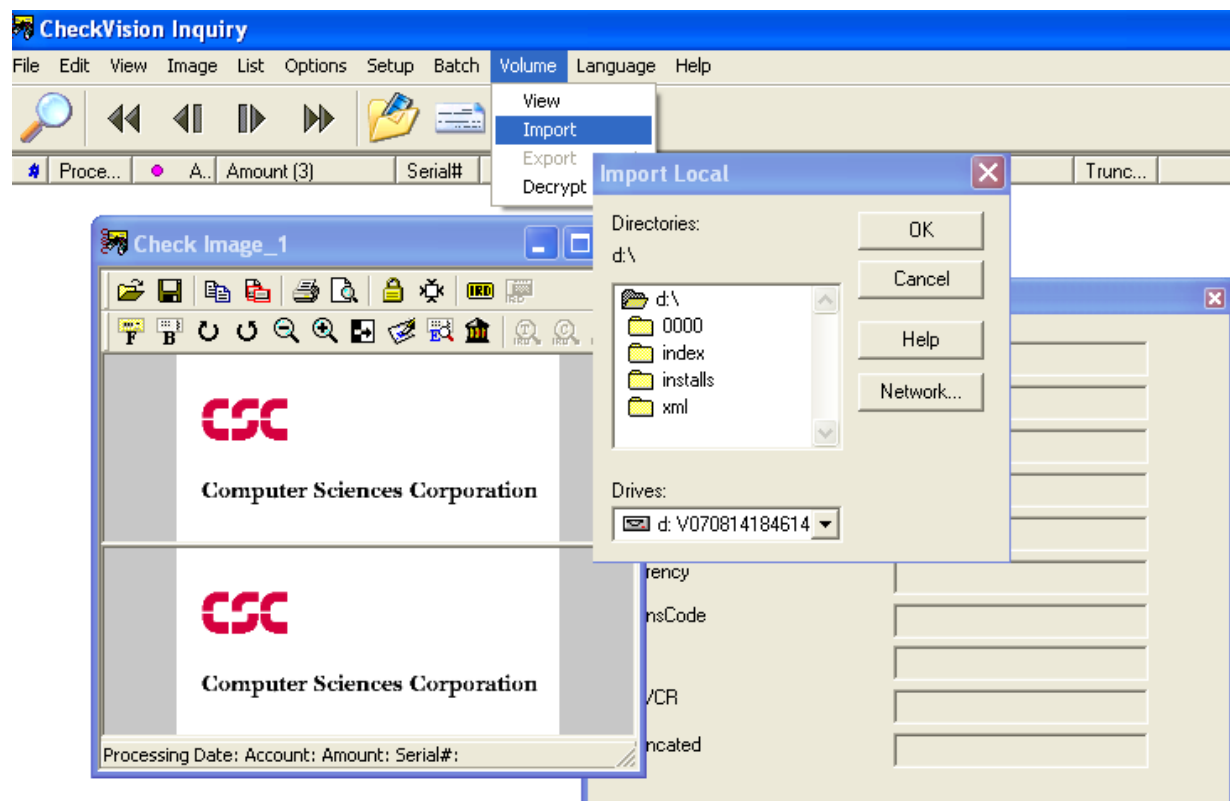 CheckVision Inquiry
File Edit View Image List Options Setup Batch Volume Language Help
View
Import
Export
Decrypt
# Proce... A.. Amount (3) Serial# Trunc...
Import Local
Directories:
d:\
d:\
0000
index
installs
xml
Drives:
d: V070814184614
OK
Cancel
Help
Network...
Check Image_1
IRD IRD
F B E
CSC
Computer Sciences Corporation
CSC
Computer Sciences Corporation
Processing Date: Account: Amount: Serial#:
rency
nsCode
VCR
ncated